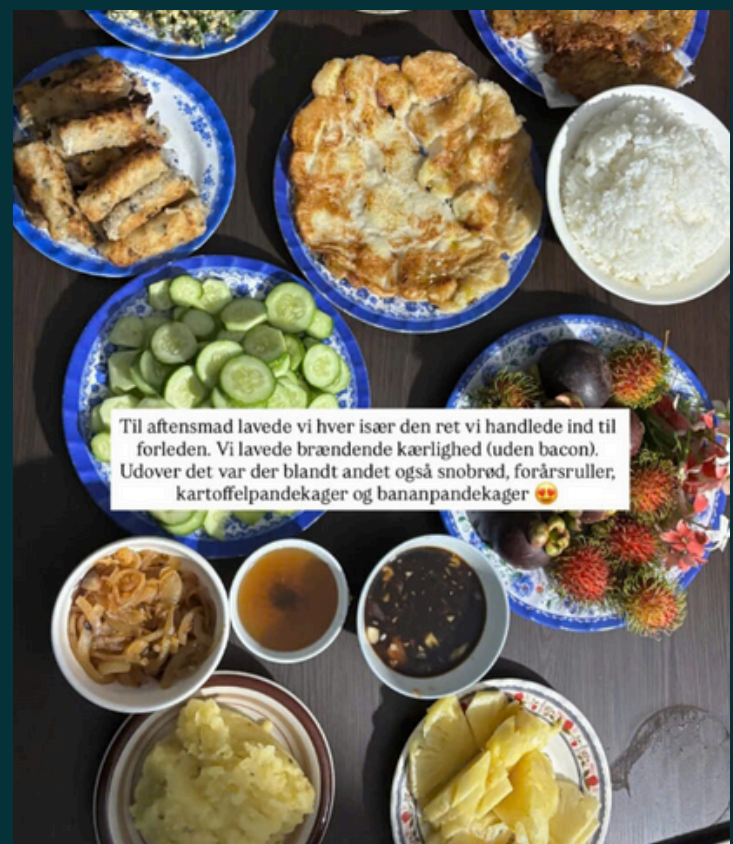 Til aftensmad lavede vi hver især den ret vi handlede ind til
forleden. Vi lavede brændende kærlighed (uden bacon).
Udover det var der blandt andet også snobrød, forårsruller,
kartoffelpandekager og bananpandekager 😍